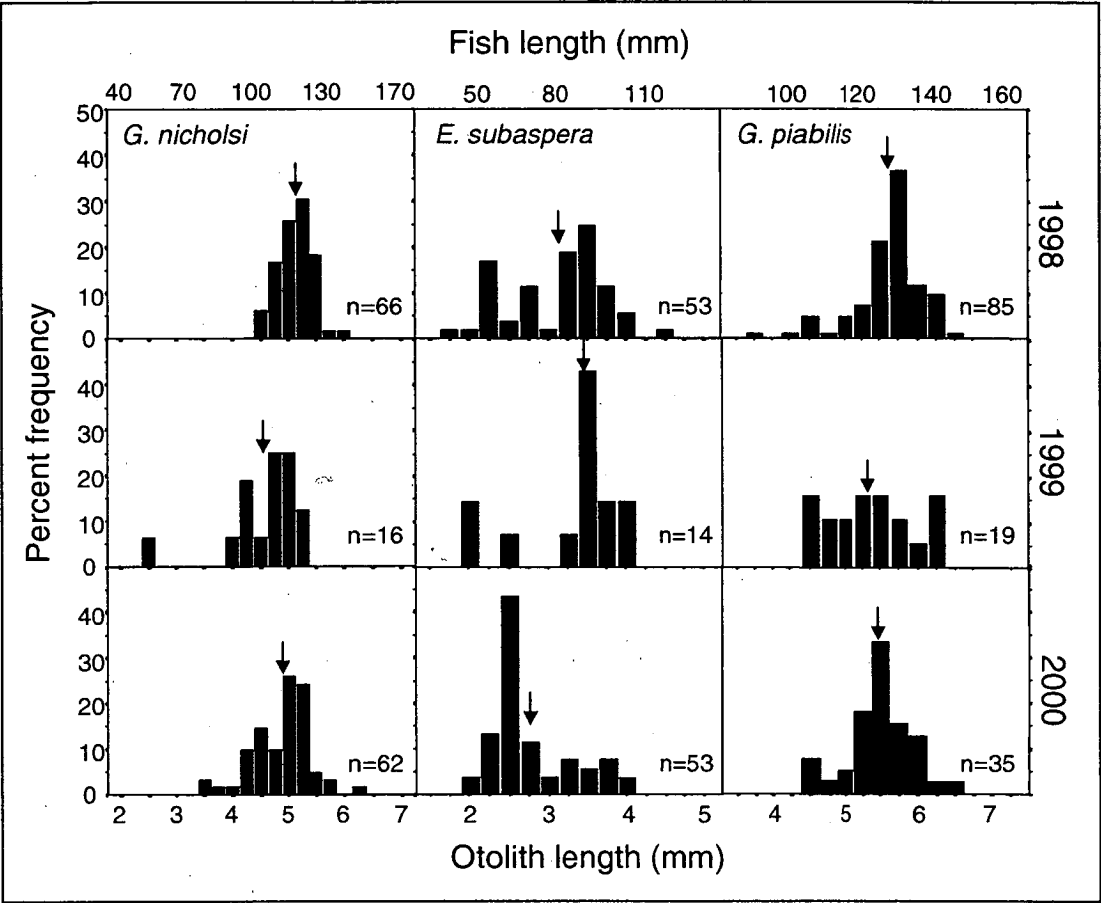 Fish length (mm)
40 70 100 130 170 50 80 110 100 120 140 160
G. nicholsi E. subaspera G. piabilis
50
40
30
20
10
0
n=66 n=53 n=85
1998
40
30
20
10
0
n=16 n=14 n=19
1999
40
30
20
10
0
n=62 n=53 n=35
2000
Percent frequency
2 3 4 5 6 7 2 3 4 5 4 5 6 7
Otolith length (mm)